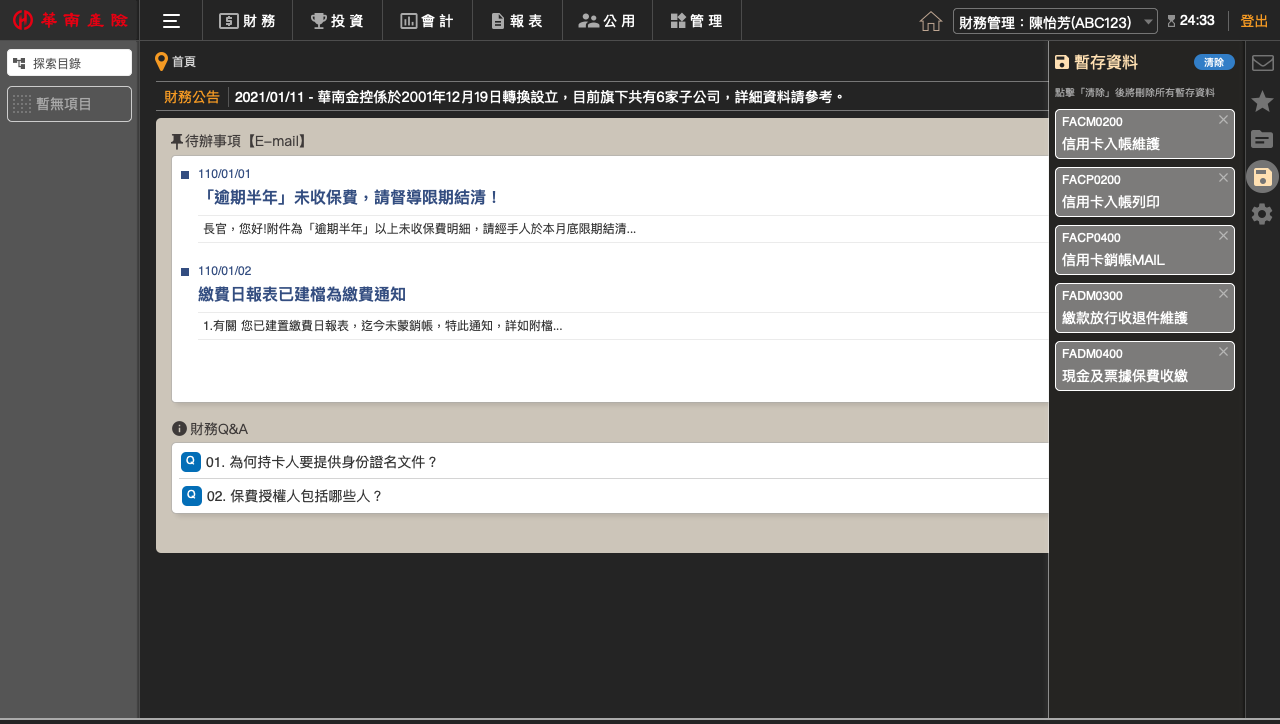 華南產險
財務
投資
會計
報表
公用
管理
財務管理：陳怡芳(ABC123)
24:33
登出
探索目錄
暫無項目
首頁
財務公告
2021/01/11 - 華南金控係於2001年12月19日轉換設立，目前旗下共有6家子公司，詳細資料請參考。
待辦事項【E-mail】
110/01/01
「逾期半年」未收保費，請督導限期結清！
長官，您好!附件為「逾期半年」以上未收保費明細，請經手人於本月底限期結清...
110/01/02
繳費日報表已建檔為繳費通知
1.有關 您已建置繳費日報表，迄今未蒙銷帳，特此通知，詳如附檔...
財務Q&A
Q 01. 為何持卡人要提供身份證名文件？
Q 02. 保費授權人包括哪些人？
暫存資料
清除
點擊「清除」後將刪除所有暫存資料
FACM0200
信用卡入帳維護
FACP0200
信用卡入帳列印
FACP0400
信用卡銷帳MAIL
FADM0300
繳款放行收退件維護
FADM0400
現金及票據保費收繳